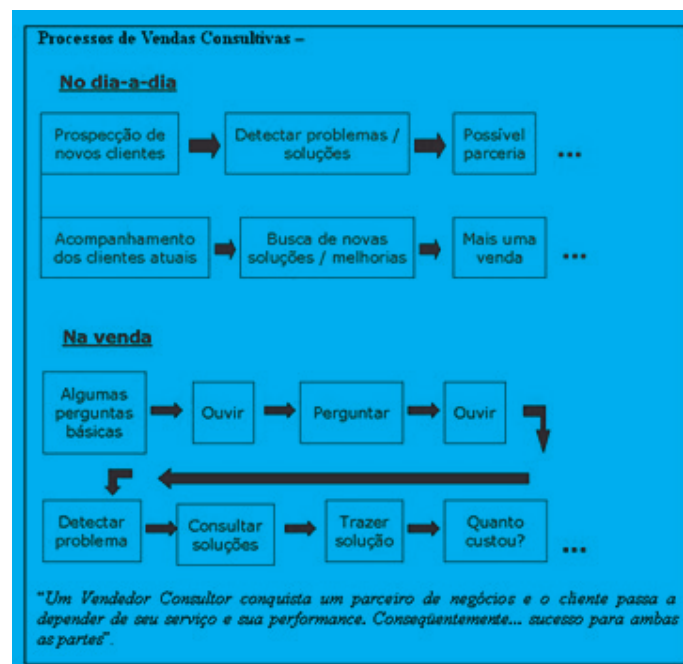 Processos de Vendas Consultivas –
No dia-a-dia
Prospecção de
novos clientes
Detectar problemas /
soluções
Possível
parceria
...
Acompanhamento
dos clientes atuais
Busca de novas
soluções / melhorias
Mais uma
venda
...
Na venda
Algumas
perguntas
básicas
Ouvir
Perguntar
Ouvir
Detectar
problema
Consultar
soluções
Trazer
solução
Quanto
custou?
...
"Um Vendedor Consultor conquista um parceiro de negócios e o cliente passa a
depender de seu serviço e sua performance. Conseqüentemente... sucesso para ambas
as partes".